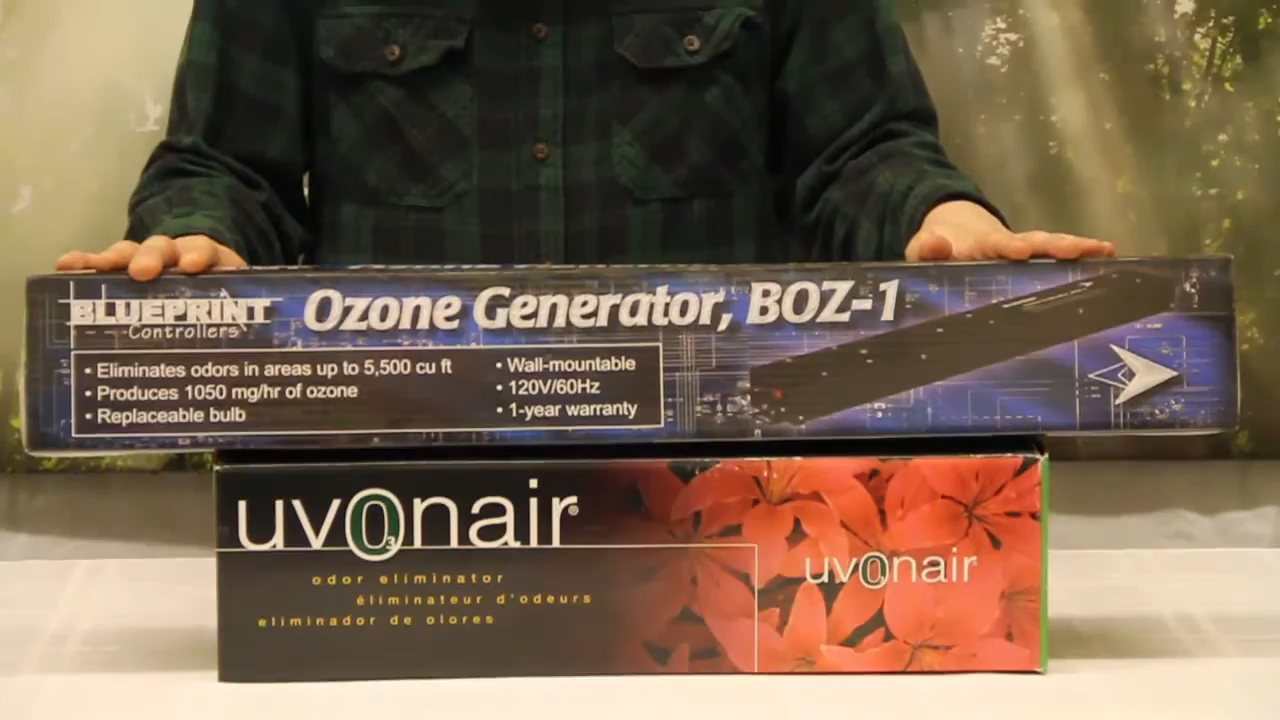 BLUEPRINT
Controllers
Ozone Generator, BOZ-1
• Eliminates odors in areas up to 5,500 cu ft
• Produces 1050 mg/hr of ozone
• Replaceable bulb
• Wall-mountable
• 120V/60Hz
• 1-year warranty
uvOnair®
3
odor eliminator
éliminateur d'odeurs
eliminador de olores
uvOnair